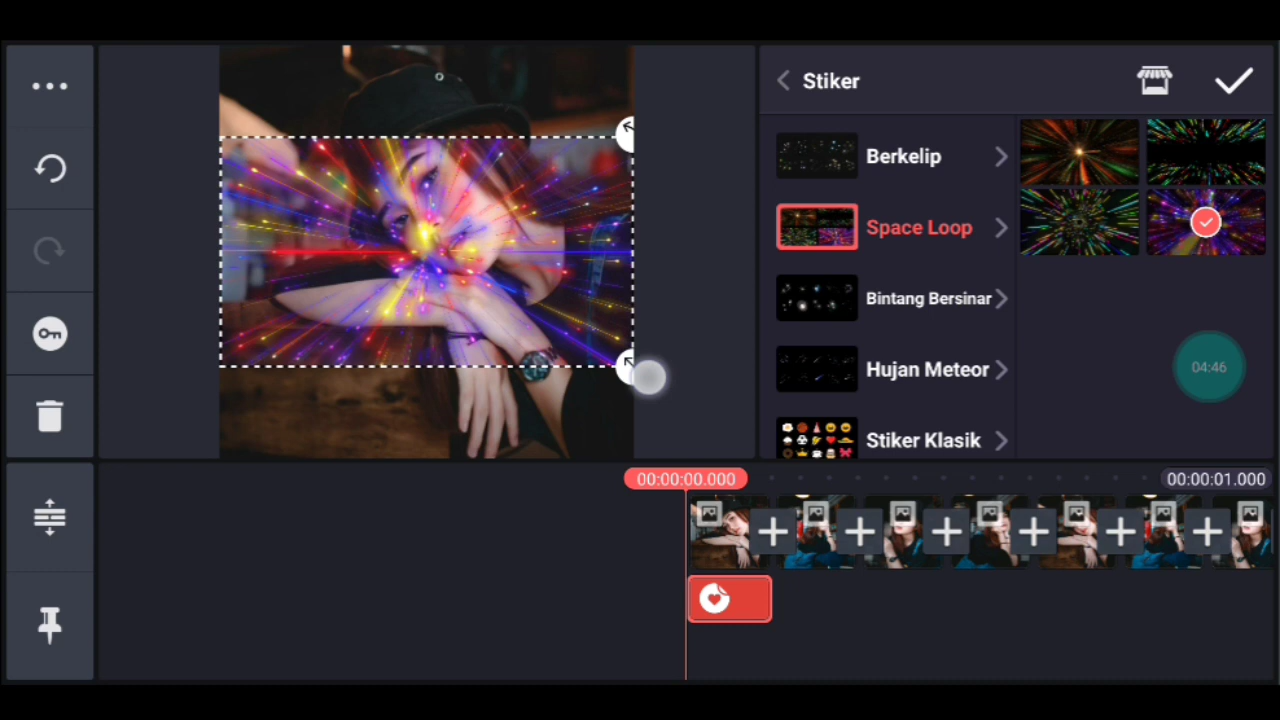 Stiker
Berkelip
Space Loop
Bintang Bersinar
Hujan Meteor
04:46
Stiker Klasik
00:00:00.000
00:00:01.000